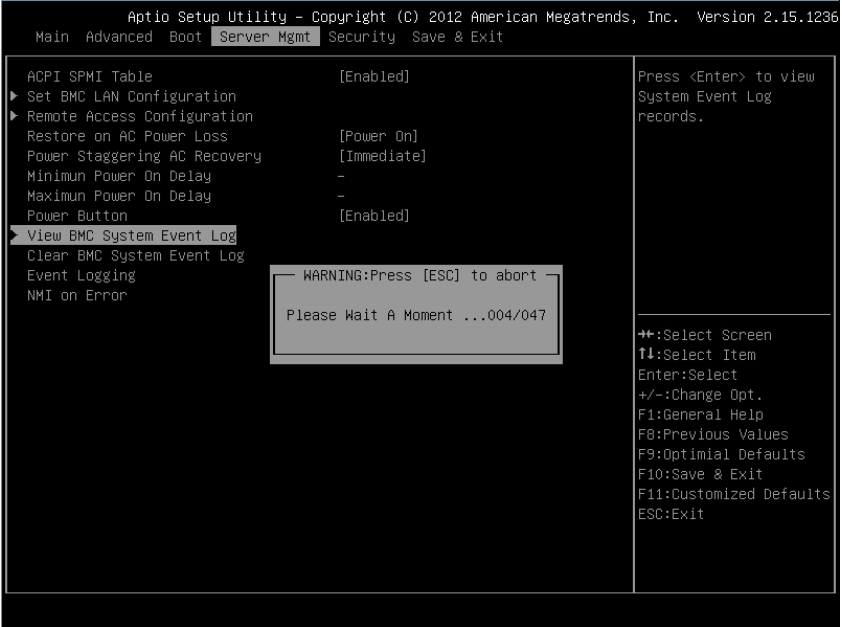 Aptio Setup Utility – Copyright (C) 2012 American Megatrends, Inc. Version 2.15.1236
Main Advanced Boot Server Mgmt Security Save & Exit
ACPI SPMI Table [Enabled]
Set BMC LAN Configuration
Remote Access Configuration
Restore on AC Power Loss [Power On]
Power Staggering AC Recovery [Immediate]
Minimun Power On Delay –
Maximun Power On Delay –
Power Button [Enabled]
View BMC System Event Log
Clear BMC System Event Log
Event Logging
NMI on Error
WARNING:Press [ESC] to abort
Please Wait A Moment ...004/047
Press <Enter> to view
System Event Log
records.
→←:Select Screen
↑↓:Select Item
Enter:Select
+/-:Change Opt.
F1:General Help
F8:Previous Values
F9:Optimial Defaults
F10:Save & Exit
F11:Customized Defaults
ESC:Exit